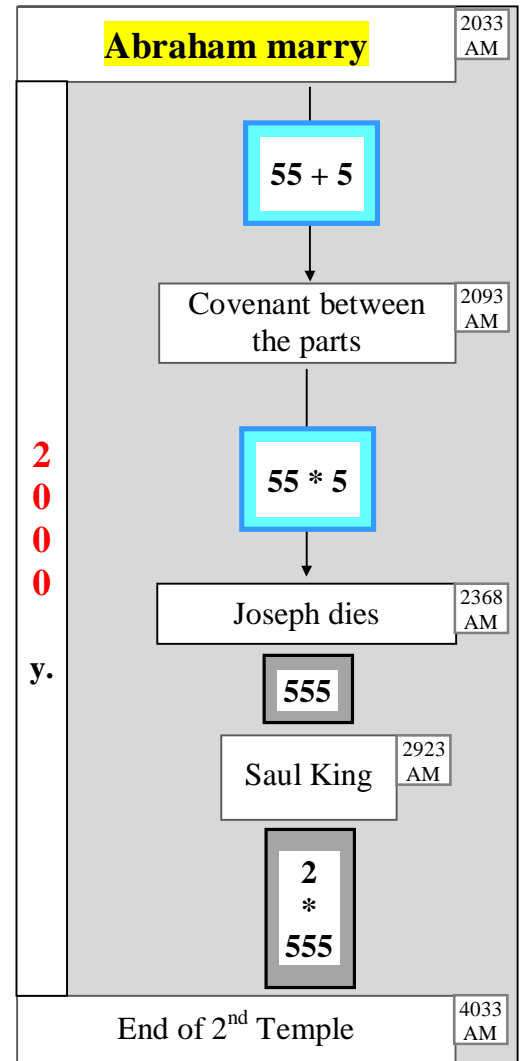 Abraham marry
2033
AM
55 + 5
Covenant between
the parts
2093
AM
2
0
0
0
y.
55 * 5
Joseph dies
2368
AM
555
Saul King
2923
AM
2
*
555
End of 2nd Temple
4033
AM